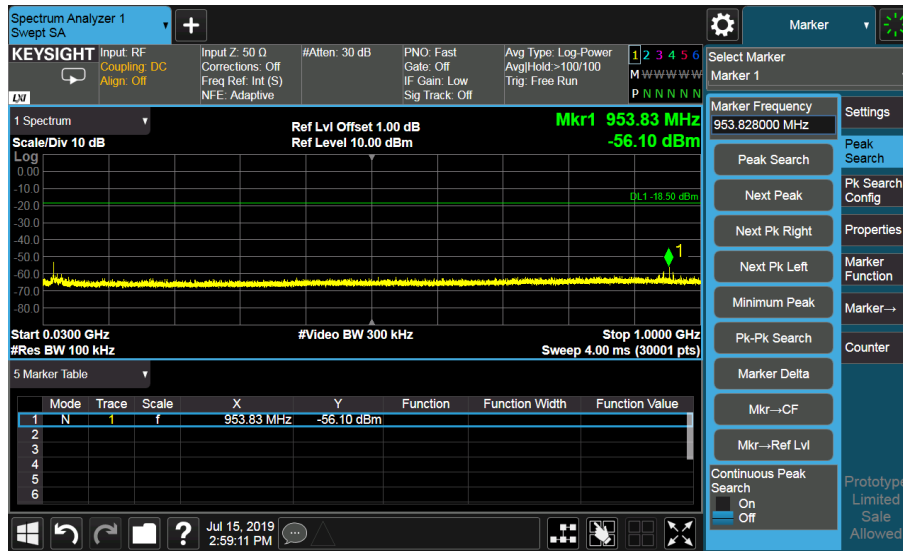 Spectrum Analyzer 1
Swept SA
Marker
KEYSIGHT
Input: RF
Coupling: DC
Align: Off
Input Z: 50 Ω
Corrections: Off
Freq Ref: Int (S)
NFE: Adaptive
#Atten: 30 dB
PNO: Fast
Gate: Off
IF Gain: Low
Sig Track: Off
Avg Type: Log-Power
Avg|Hold:>100/100
Trig: Free Run
1 2 3 4 5 6
M W W W W W
P N N N N N
LXI
Select Marker
Marker 1
1 Spectrum
Scale/Div 10 dB
Log
Ref Lvl Offset 1.00 dB
Ref Level 10.00 dBm
Mkr1 953.83 MHz
-56.10 dBm
0.00
-10.0
-20.0
-30.0
-40.0
-50.0
-60.0
-70.0
-80.0
DL1 -18.50 dBm
1
Start 0.0300 GHz
#Res BW 100 kHz
#Video BW 300 kHz
Stop 1.0000 GHz
Sweep 4.00 ms (30001 pts)
5 Marker Table
Mode Trace Scale X Y Function Function Width Function Value
1 N 1 f 953.83 MHz -56.10 dBm
2
3
4
5
6
Marker Frequency
953.828000 MHz
Peak Search
Next Peak
Next Pk Right
Next Pk Left
Minimum Peak
Pk-Pk Search
Marker Delta
Mkr→CF
Mkr→Ref Lvl
Continuous Peak
Search
On
Off
Settings
Peak
Search
Pk Search
Config
Properties
Marker
Function
Marker→
Counter
Prototype
Limited
Sale
Allowed
?
Jul 15, 2019
2:59:11 PM